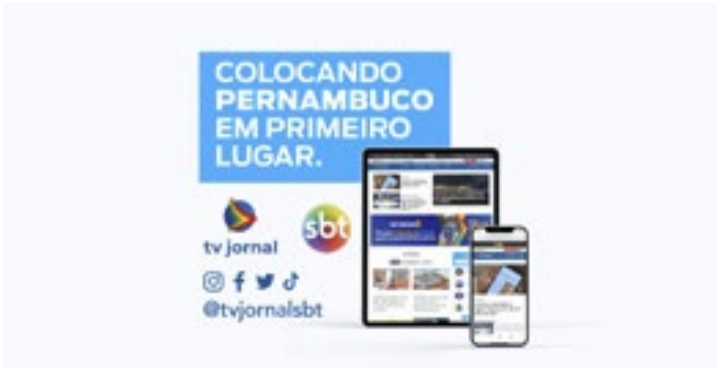 COLOCANDO
PERNAMBUCO
EM PRIMEIRO
LUGAR.
tv jornal
sbt
@tvjornalsbt